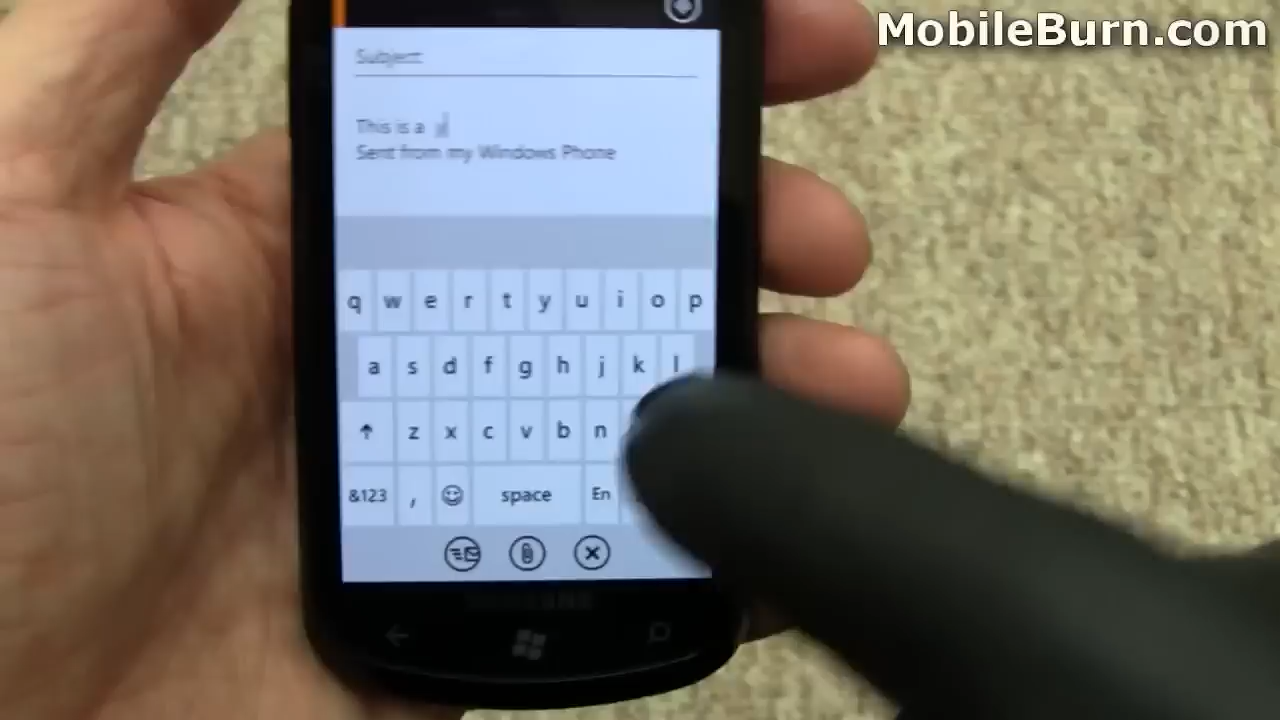 MobileBurn.com
Subject:
This is a
Sent from my Windows Phone
q w e r t y u i o p
a s d f g h j k l
z x c v b n
&123 , space En